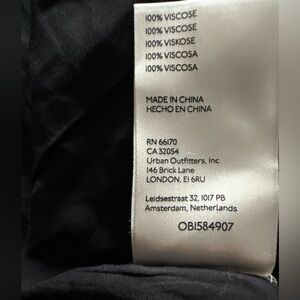 100% VISCOSE
100% VISCOSE
100% VISKOSE
100% VISCOSA
100% VISCOSA
MADE IN CHINA
HECHO EN CHINA
RN 66170
CA 32054
Urban Outfitters, Inc.
146 Brick Lane
LONDON, E1 6RU
Leidsestraat 32, 1017 PB
Amsterdam, Netherlands
OB1584907